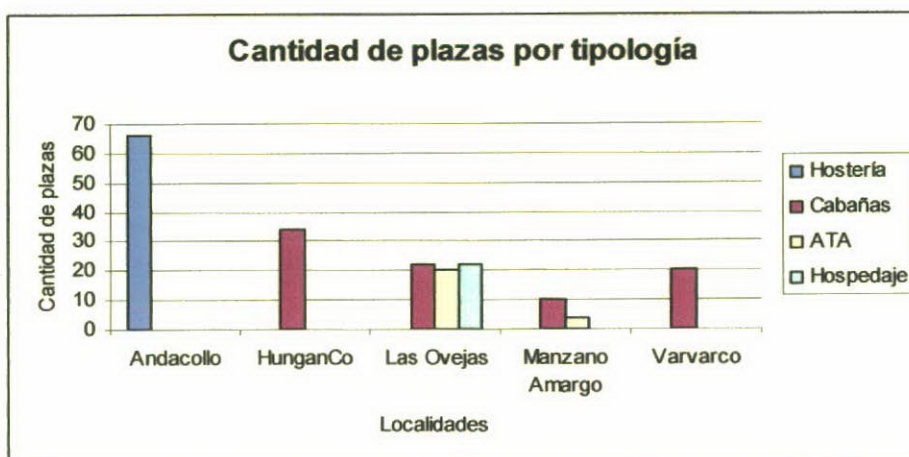 Cantidad de plazas por tipología
Cantidad de plazas
70
60
50
40
30
20
10
0
Andacollo
HunganCo
Las Ovejas
Manzano
Amargo
Varvarco
Localidades
Hostería
Cabañas
ATA
Hospedaje